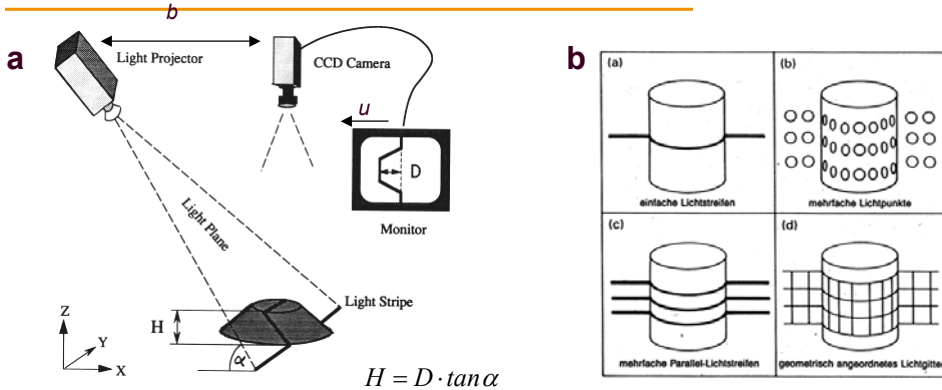 b
a
Light Projector
CCD Camera
u
D
Monitor
Light Plane
Light Stripe
H
α
Z
Y
X
H = D · tan α
b
(a)
einfache Lichtstreifen
(b)
mehrfache Lichtpunkte
(c)
mehrfache Parallel-Lichtstreifen
(d)
geometrisch angeordnetes Lichtgitte